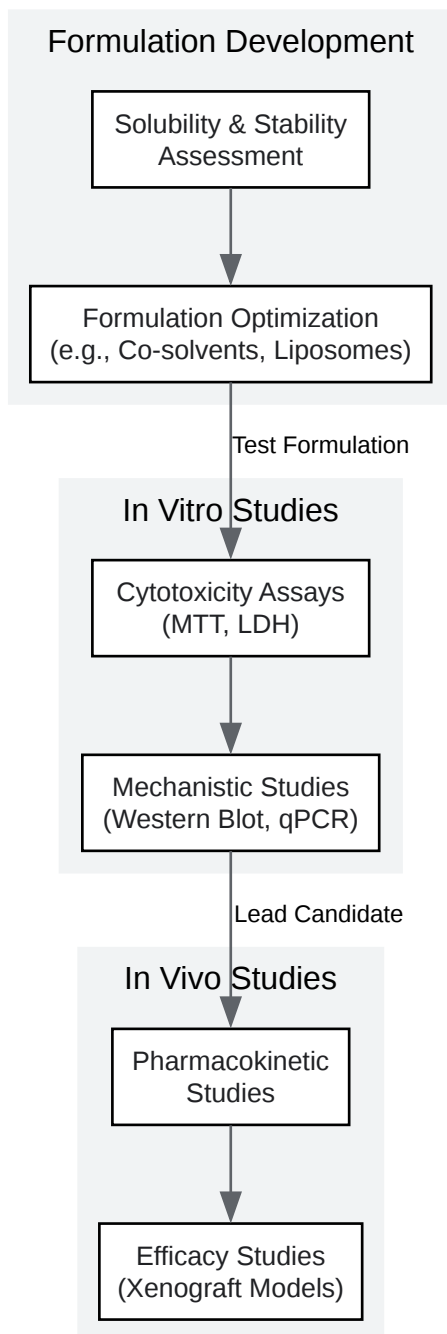 Formulation Development
Solubility & Stability
Assessment
Formulation Optimization
(e.g., Co-solvents, Liposomes)
Test Formulation
In Vitro Studies
Cytotoxicity Assays
(MTT, LDH)
Mechanistic Studies
(Western Blot, qPCR)
Lead Candidate
In Vivo Studies
Pharmacokinetic
Studies
Efficacy Studies
(Xenograft Models)